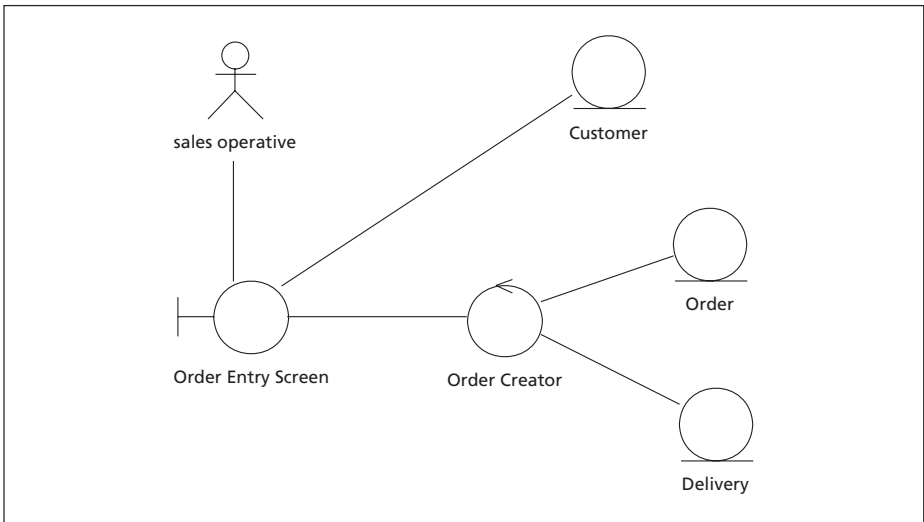 sales operative
Customer
Order
Order Entry Screen
Order Creator
Delivery